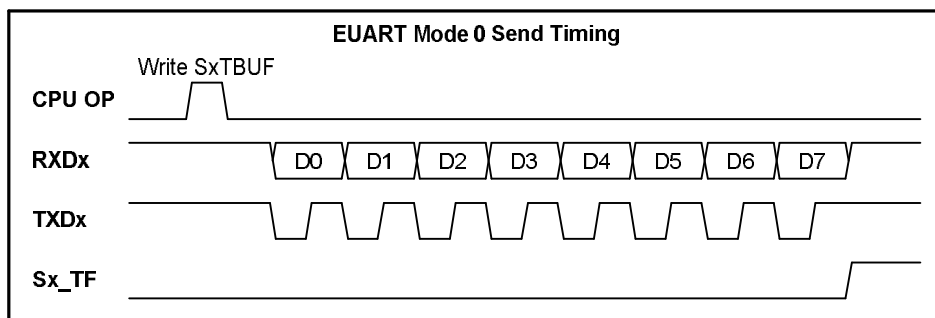 EUART Mode 0 Send Timing
Write SxTBUF
CPU OP
RXDx D0 D1 D2 D3 D4 D5 D6 D7
TXDx
Sx_TF